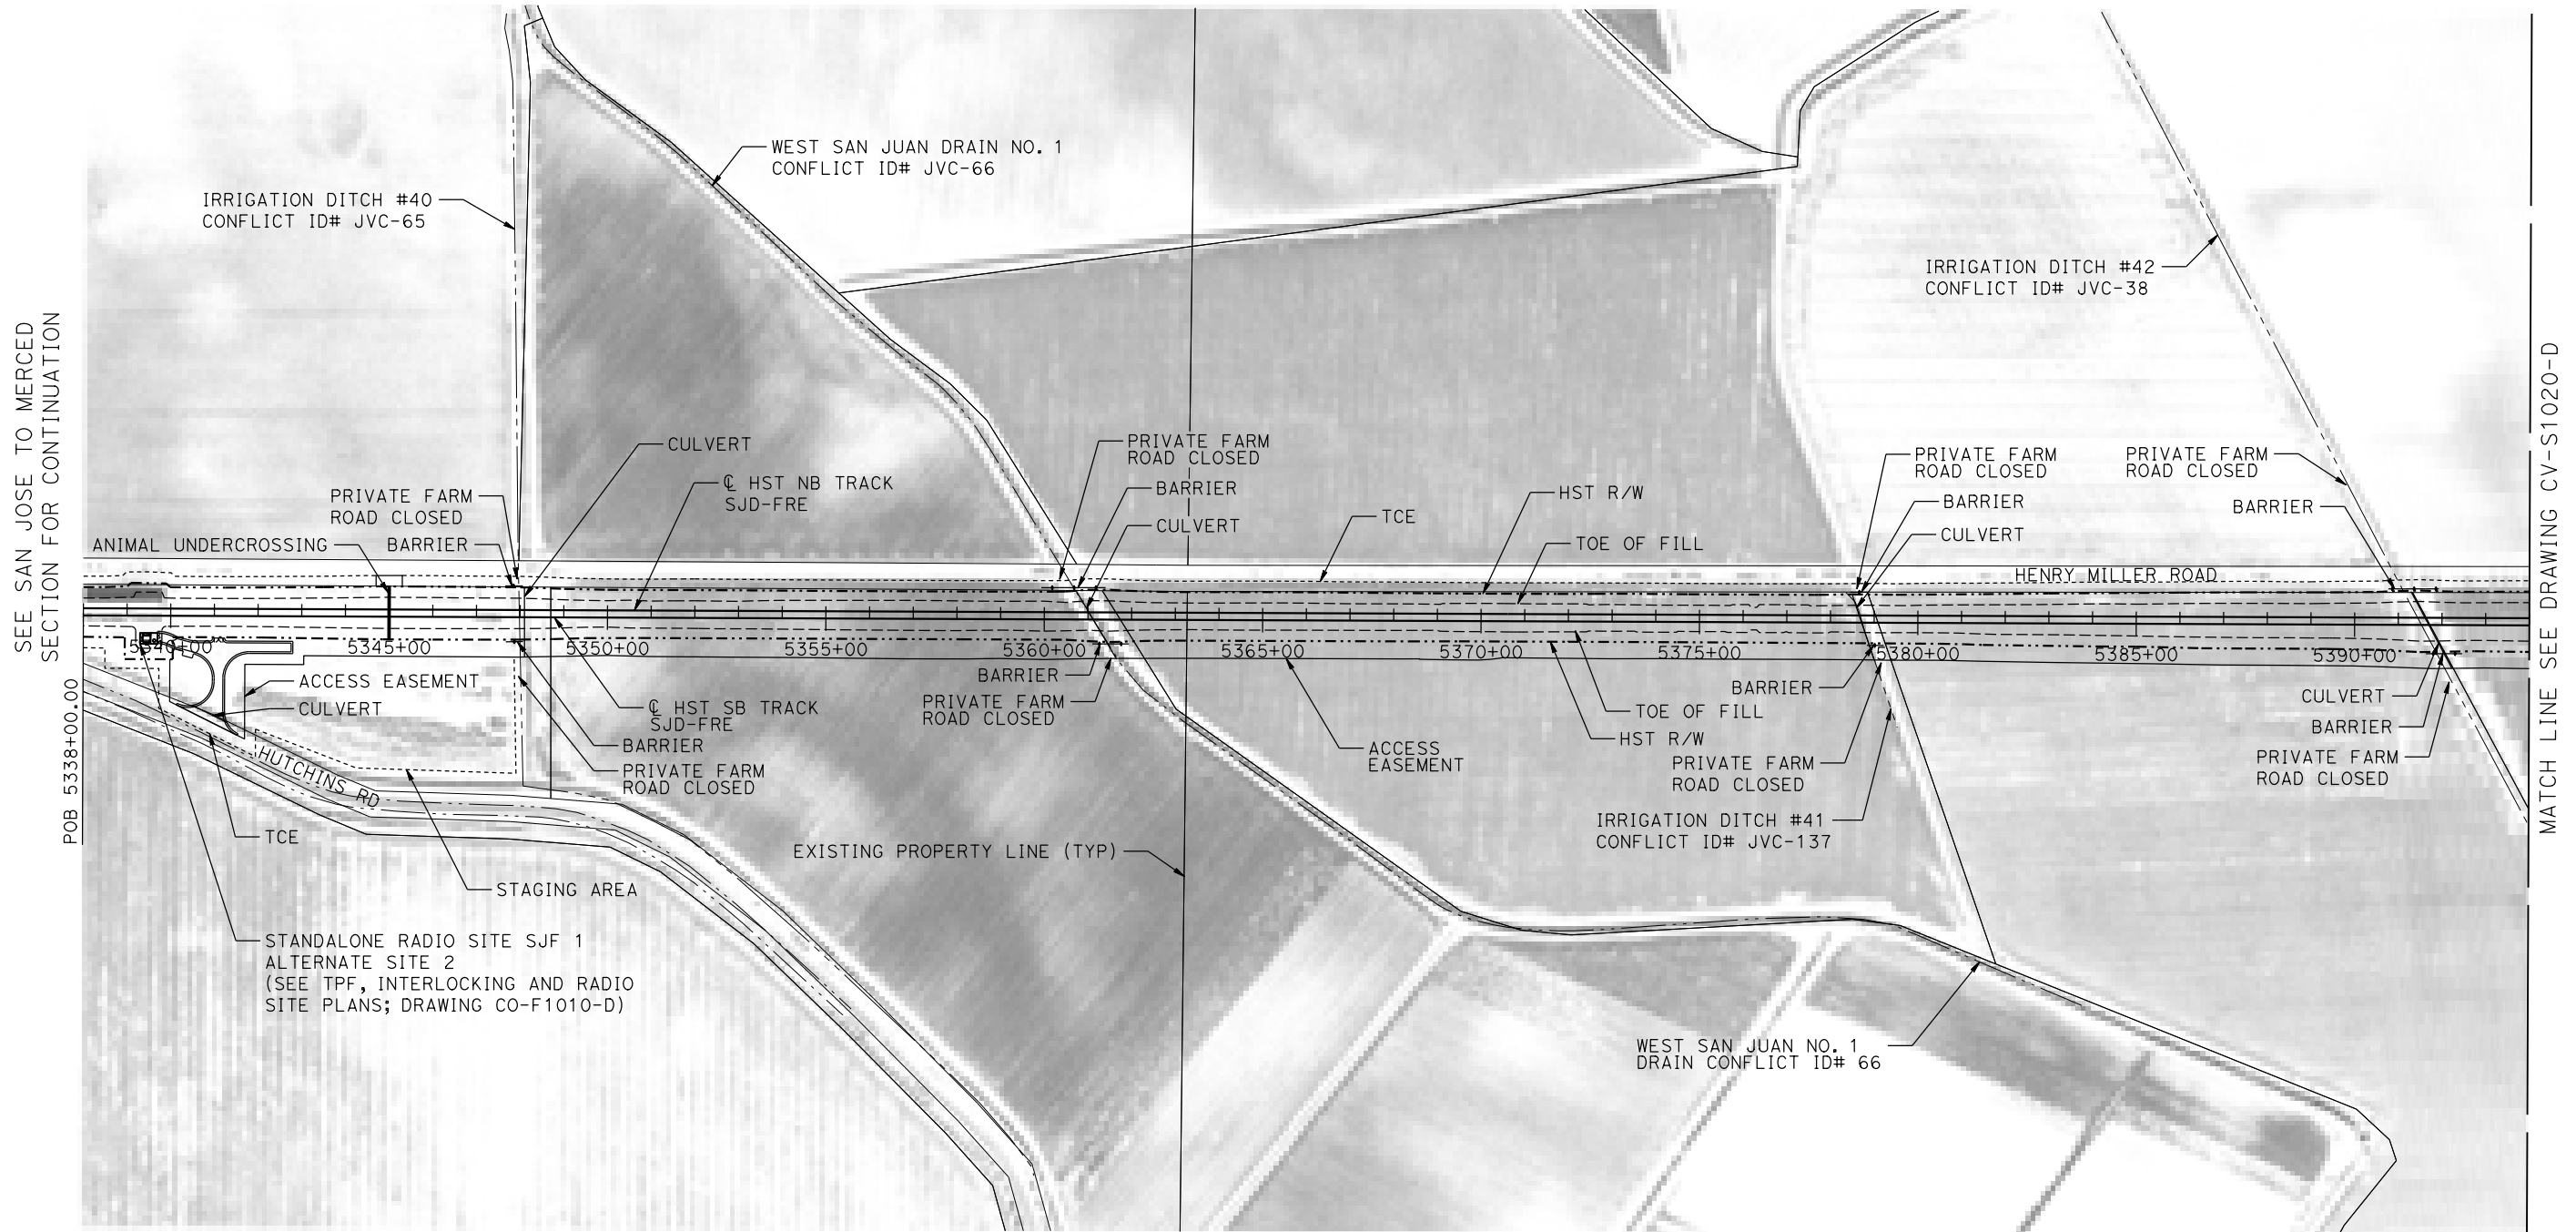 WEST SAN JUAN DRAIN NO. 1
CONFLICT ID# JVC-66
IRRIGATION DITCH #40
CONFLICT ID# JVC-65
IRRIGATION DITCH #42
CONFLICT ID# JVC-38
SEE SAN JOSE TO MERCED
SECTION FOR CONTINUATION
MATCH LINE SEE DRAWING CV-S1020-D
CULVERT
℄ HST NB TRACK
SJD-FRE
PRIVATE FARM
ROAD CLOSED
ANIMAL UNDERCROSSING
BARRIER
PRIVATE FARM
ROAD CLOSED
BARRIER
CULVERT
TCE
HST R/W
TOE OF FILL
PRIVATE FARM
ROAD CLOSED
BARRIER
CULVERT
PRIVATE FARM
ROAD CLOSED
BARRIER
HENRY MILLER ROAD
5340+00
5345+00
5350+00
5355+00
5360+00
5365+00
5370+00
5375+00
5380+00
5385+00
5390+00
POB 5338+00.00
ACCESS EASEMENT
CULVERT
℄ HST SB TRACK
SJD-FRE
BARRIER
PRIVATE FARM
ROAD CLOSED
BARRIER
PRIVATE FARM
ROAD CLOSED
ACCESS
EASEMENT
TOE OF FILL
HST R/W
BARRIER
PRIVATE FARM
ROAD CLOSED
IRRIGATION DITCH #41
CONFLICT ID# JVC-137
CULVERT
BARRIER
PRIVATE FARM
ROAD CLOSED
HUTCHINS RD
TCE
STAGING AREA
EXISTING PROPERTY LINE (TYP)
STANDALONE RADIO SITE SJF 1
ALTERNATE SITE 2
(SEE TPF, INTERLOCKING AND RADIO
SITE PLANS; DRAWING CO-F1010-D)
WEST SAN JUAN NO. 1
DRAIN CONFLICT ID# 66